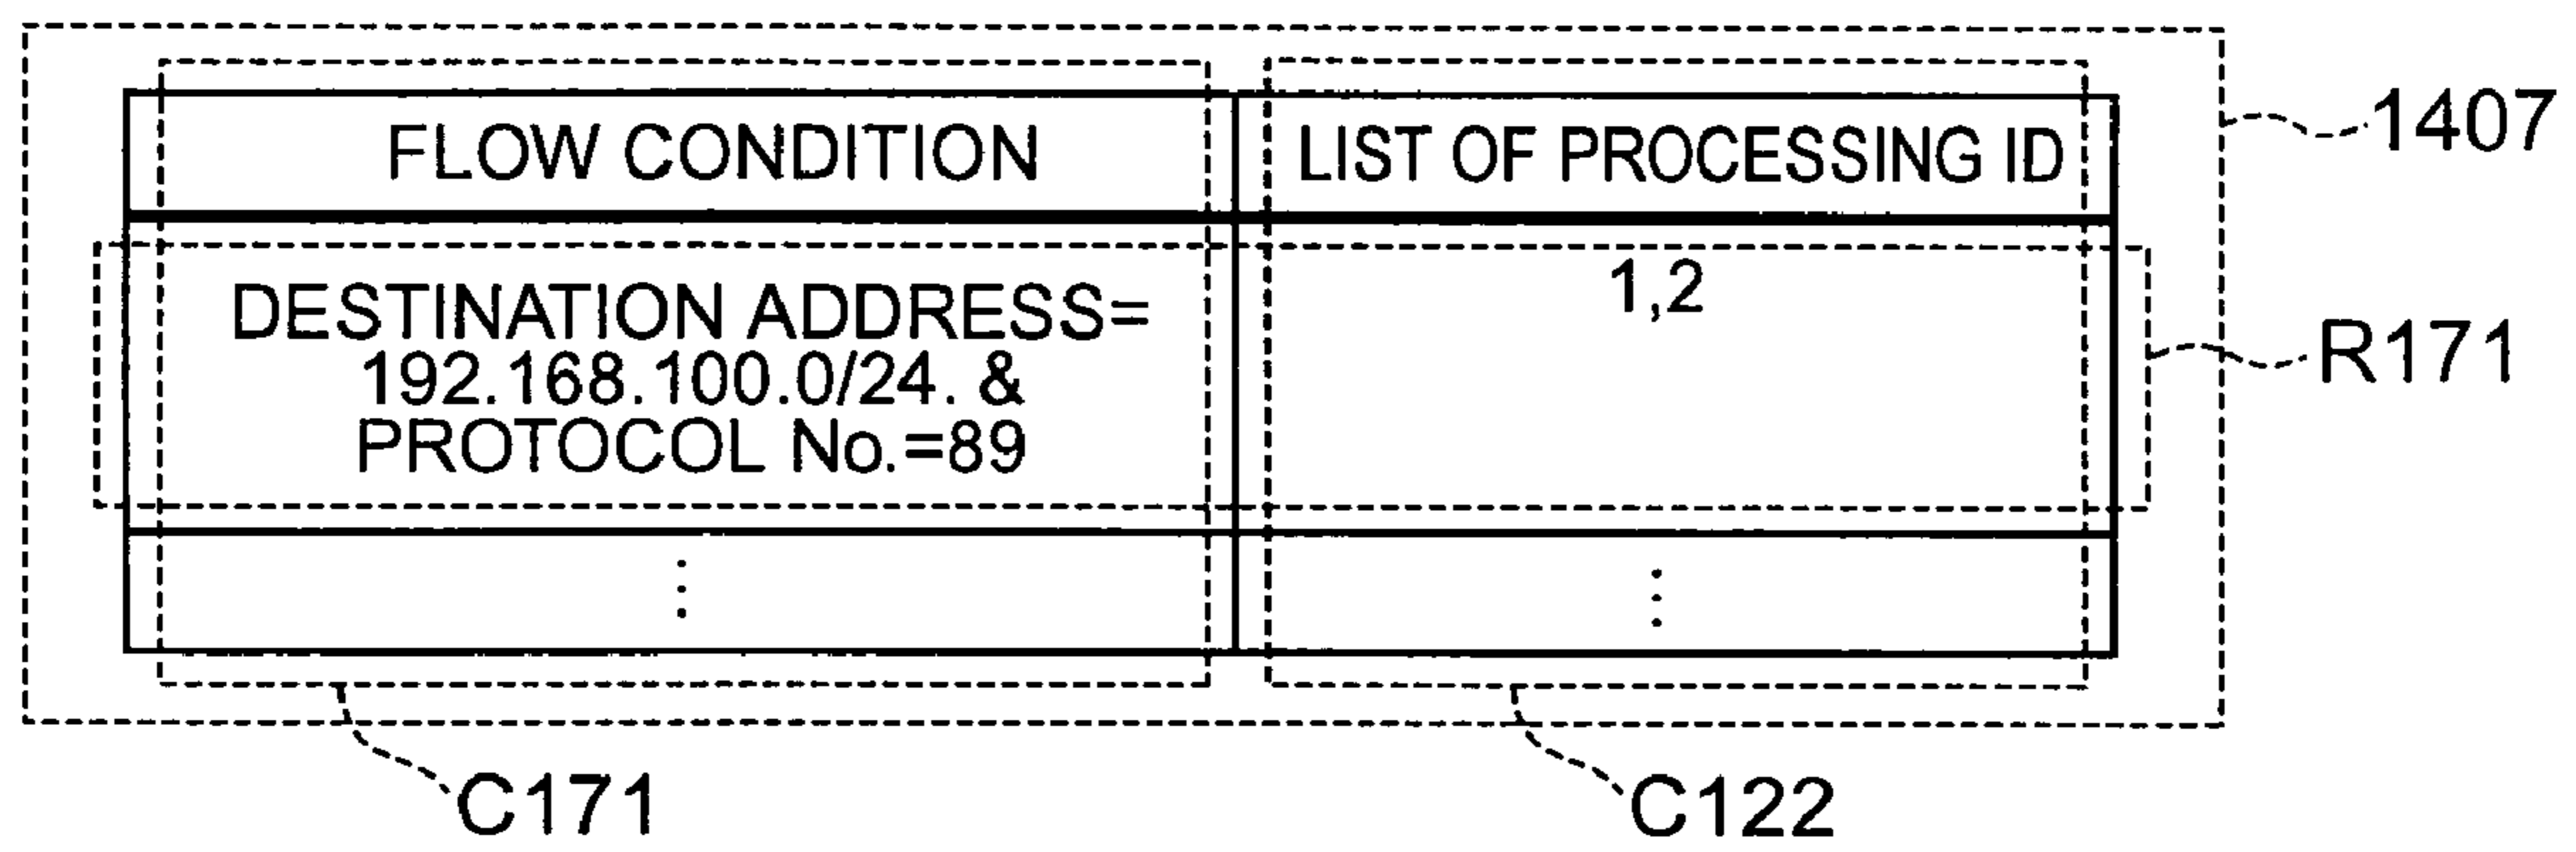 FLOW CONDITION
LIST OF PROCESSING ID
1407
DESTINATION ADDRESS=
192.168.100.0/24. &
PROTOCOL No.=89
1,2
R171
C171
C122